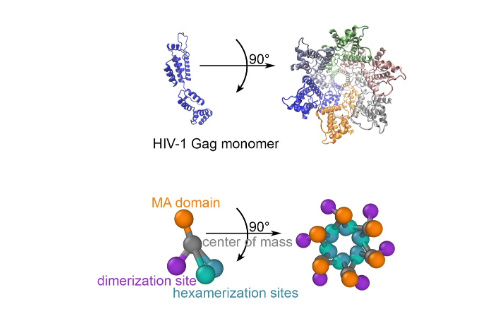 90°
HIV-1 Gag monomer
MA domain
90°
center of mass
dimerization site
hexamerization sites